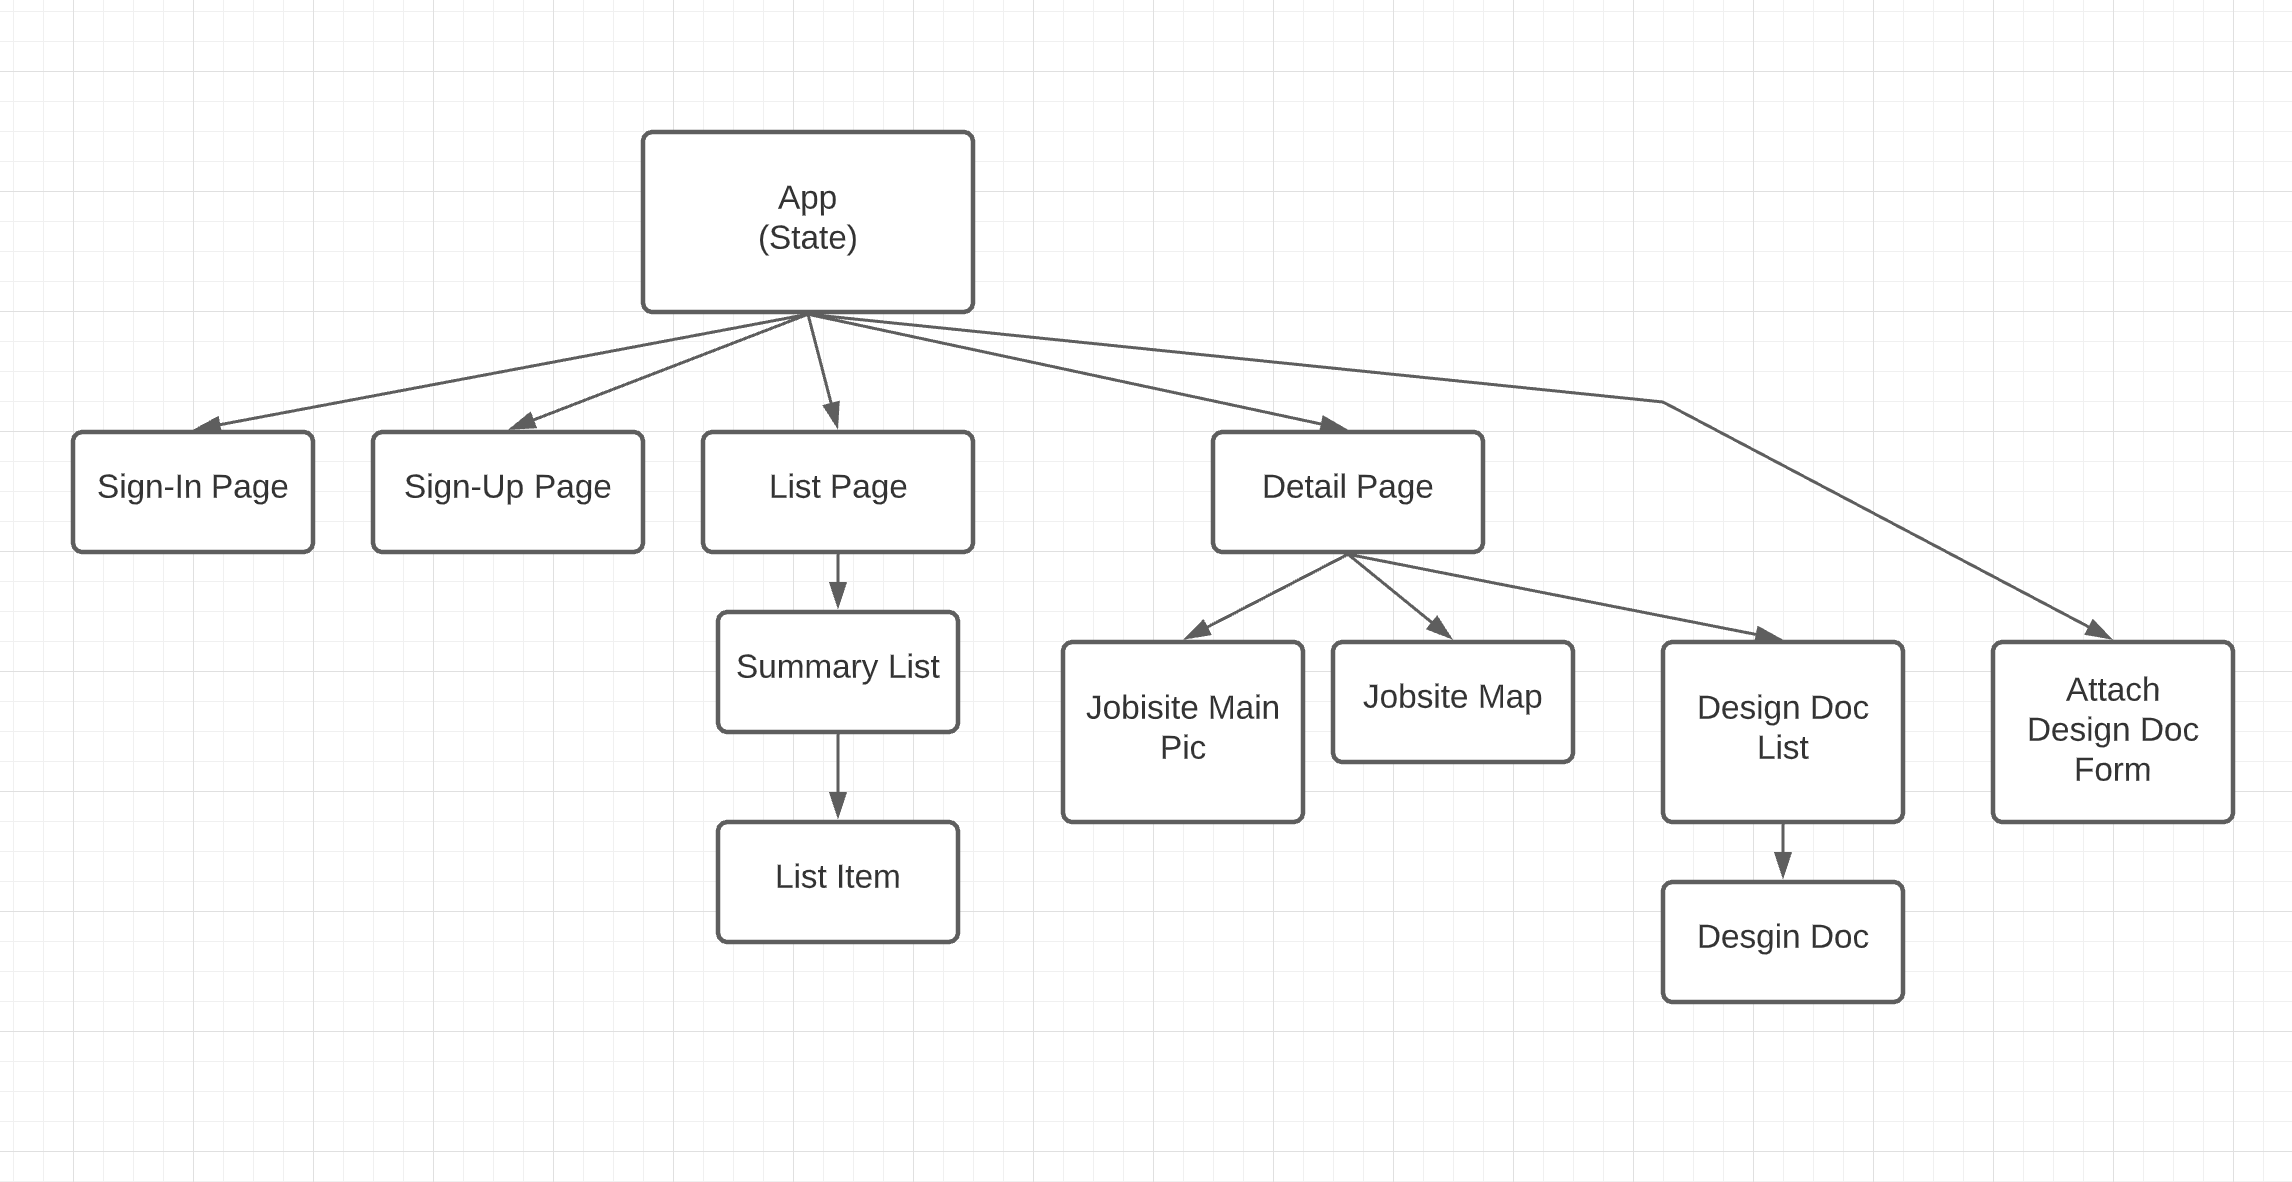 App
(State)
Sign-In Page
Sign-Up Page
List Page
Detail Page
Summary List
Jobisite Main
Pic
Jobsite Map
Design Doc
List
Attach
Design Doc
Form
List Item
Desgin Doc